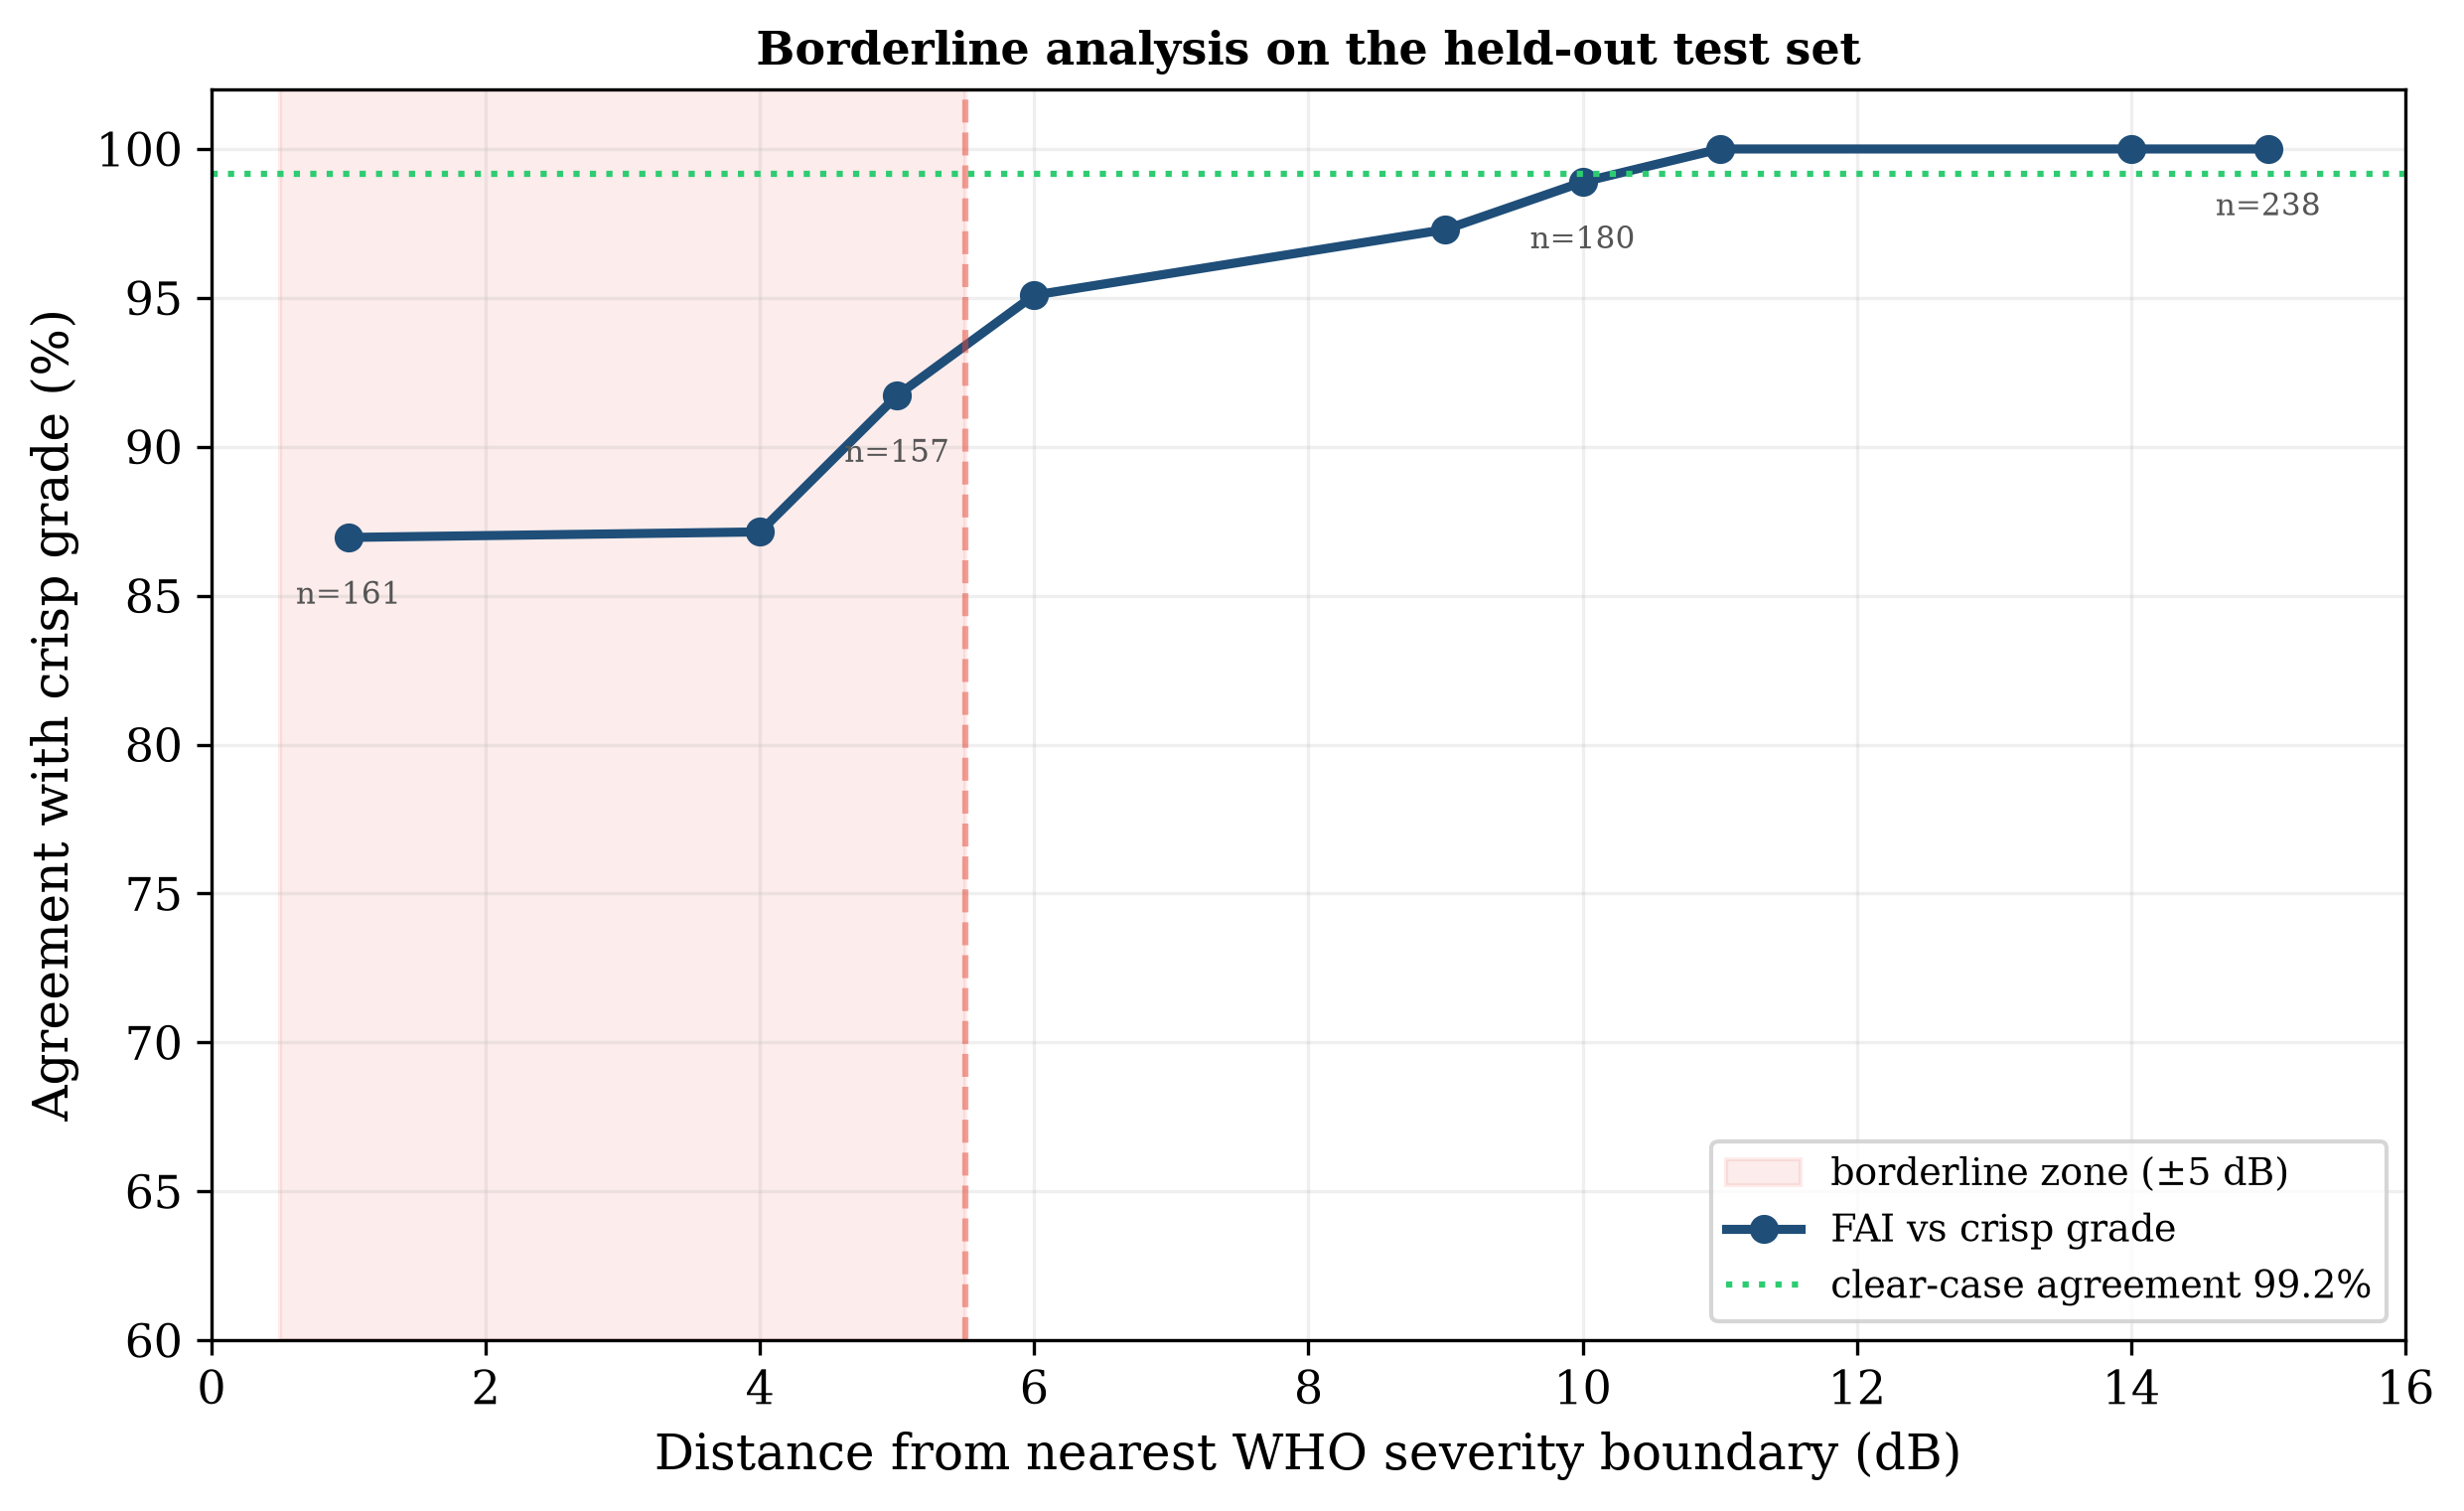 Borderline analysis on the held-out test set
Agreement with crisp grade (%)
100
95
90
85
80
75
70
65
60
n=161
n=157
n=180
n=238
borderline zone (±5 dB)
FAI vs crisp grade
clear-case agreement 99.2%
0 2 4 6 8 10 12 14 16
Distance from nearest WHO severity boundary (dB)